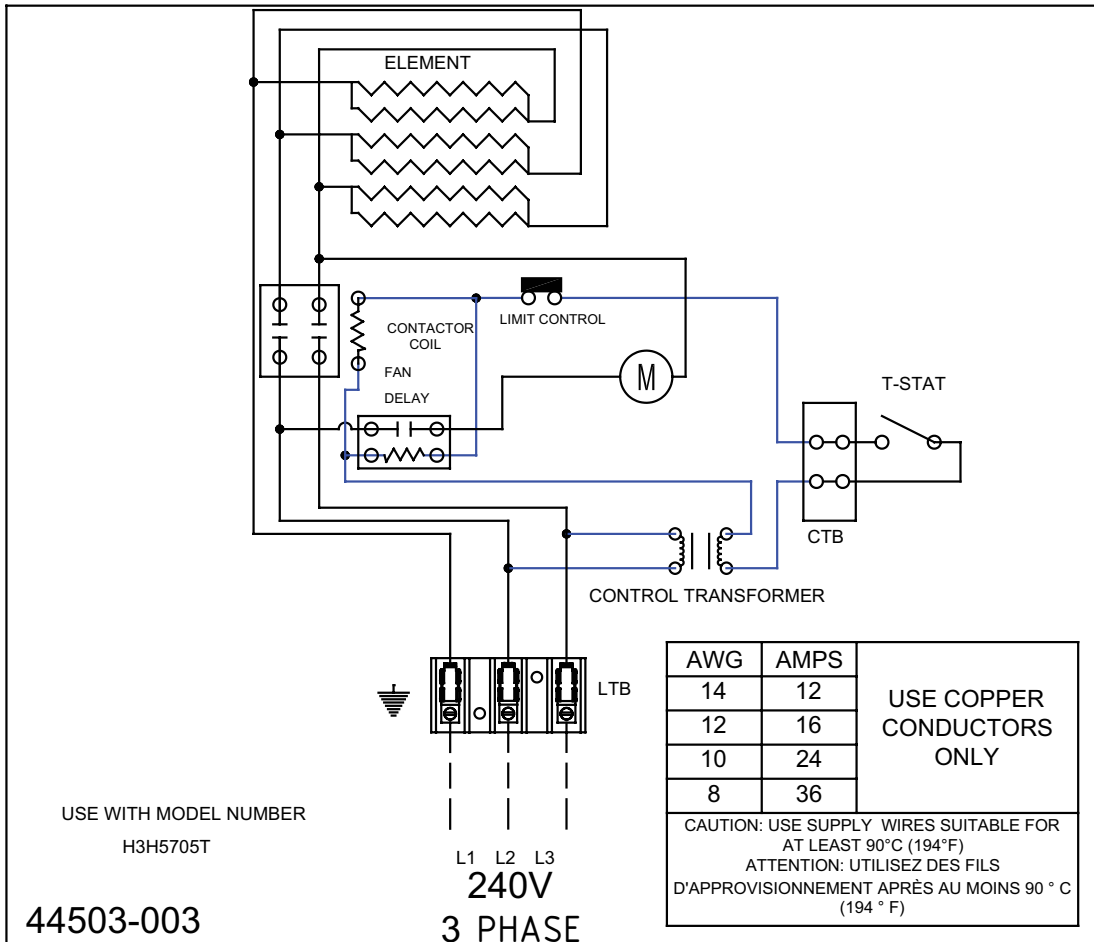 ELEMENT
LIMIT CONTROL
CONTACTOR
COIL
FAN
DELAY
M
T-STAT
CTB
CONTROL TRANSFORMER
LTB
AWG AMPS
14 12
12 16
10 24
8 36
USE COPPER
CONDUCTORS
ONLY
CAUTION: USE SUPPLY WIRES SUITABLE FOR
AT LEAST 90°C (194°F)
ATTENTION: UTILISEZ DES FILS
D'APPROVISIONNEMENT APRÈS AU MOINS 90 ° C
(194 ° F)
USE WITH MODEL NUMBER
H3H5705T
L1 L2 L3
240V
3 PHASE
44503-003